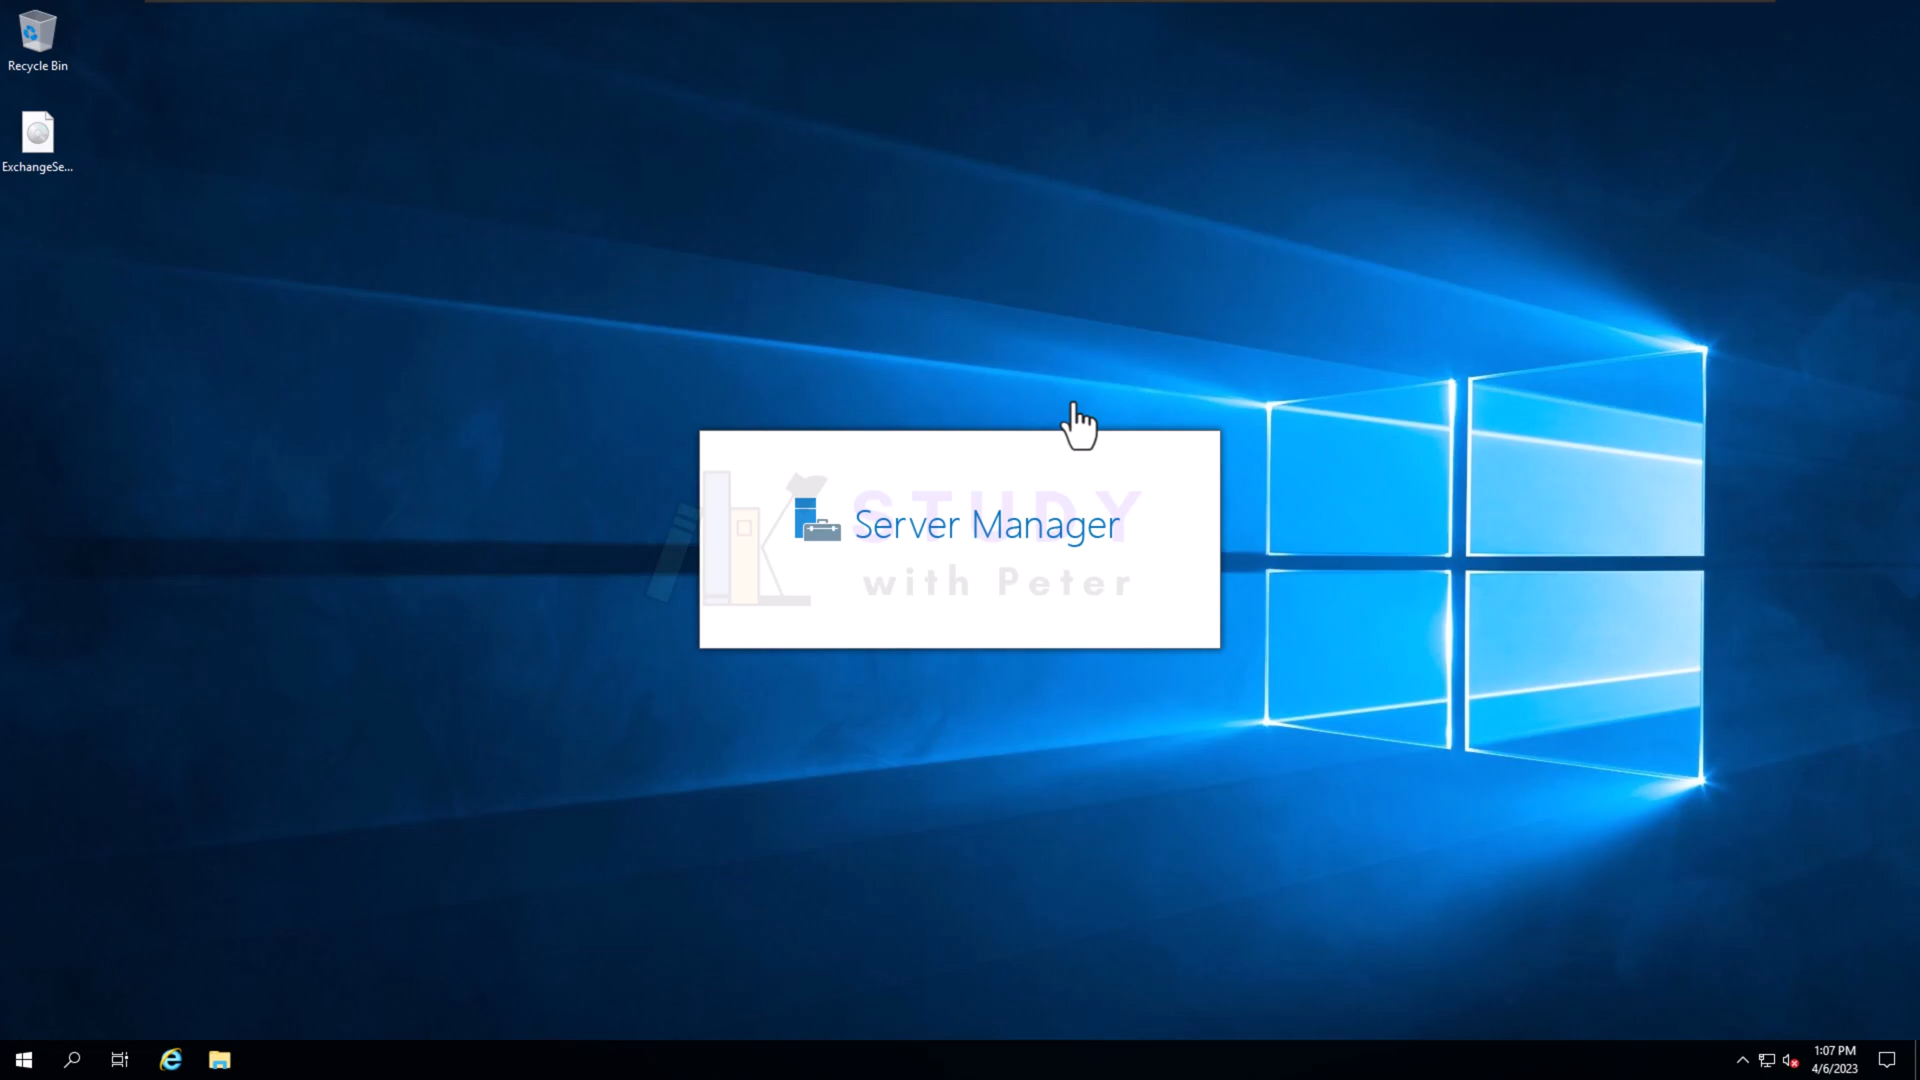 Recycle Bin
ExchangeSe...
STUDY
Server Manager
with Peter
1:07 PM
4/6/2023